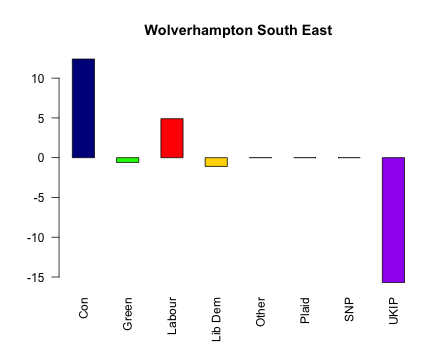 Wolverhampton South East
10
5
0
-5
-10
-15
Con
Green
Labour
Lib Dem
Other
Plaid
SNP
UKIP